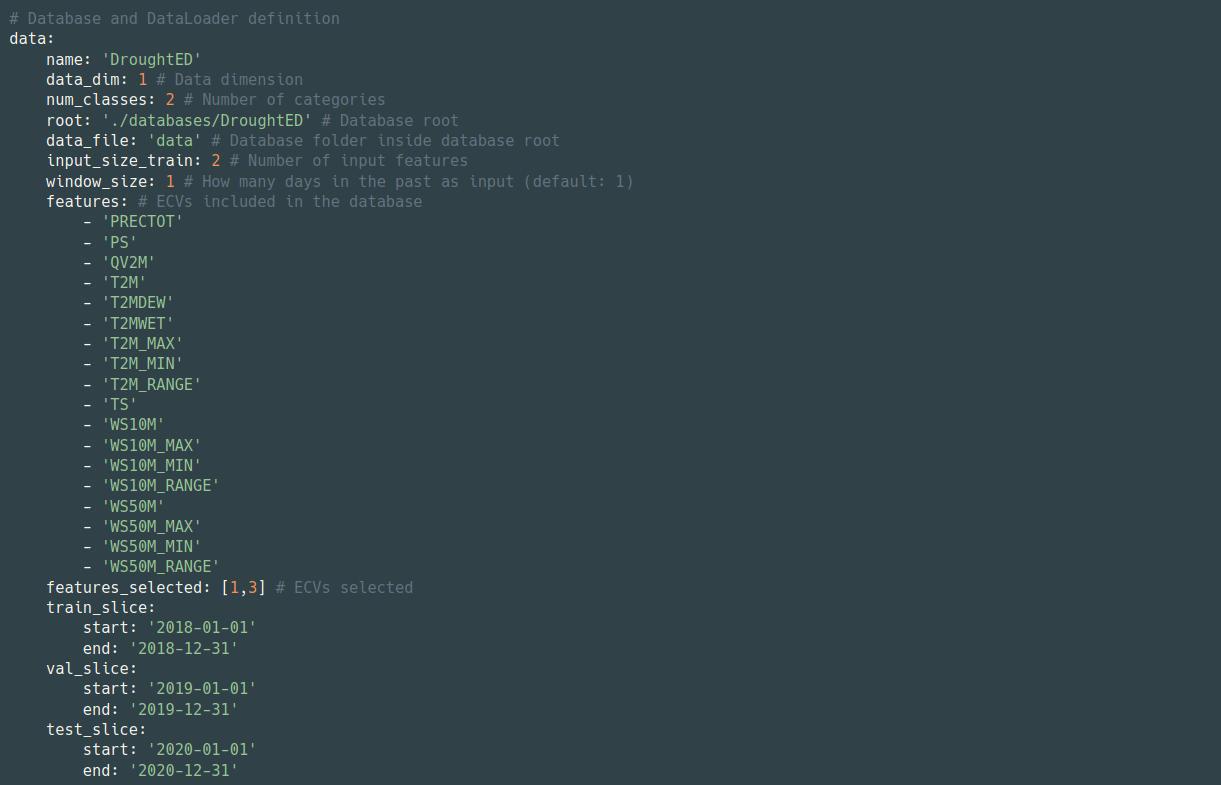 # Database and DataLoader definition
data:
    name: 'DroughtED'
    data_dim: 1 # Data dimension
    num_classes: 2 # Number of categories
    root: './databases/DroughtED' # Database root
    data_file: 'data' # Database folder inside database root
    input_size_train: 2 # Number of input features
    window_size: 1 # How many days in the past as input (default: 1)
    features: # ECVs included in the database
        - 'PRECTOT'
        - 'PS'
        - 'QV2M'
        - 'T2M'
        - 'T2MDEW'
        - 'T2MWET'
        - 'T2M_MAX'
        - 'T2M_MIN'
        - 'T2M_RANGE'
        - 'TS'
        - 'WS10M'
        - 'WS10M_MAX'
        - 'WS10M_MIN'
        - 'WS10M_RANGE'
        - 'WS50M'
        - 'WS50M_MAX'
        - 'WS50M_MIN'
        - 'WS50M_RANGE'
    features_selected: [1,3] # ECVs selected
    train_slice:
        start: '2018-01-01'
        end: '2018-12-31'
    val_slice:
        start: '2019-01-01'
        end: '2019-12-31'
    test_slice:
        start: '2020-01-01'
        end: '2020-12-31'